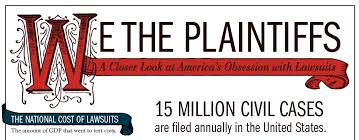 WE THE PLAINTIFFS
A Closer Look at America's Obsession with Lawsuits
THE NATIONAL COST OF LAWSUITS
The amount of GDP that went to tort costs.
15 MILLION CIVIL CASES
are filed annually in the United States.